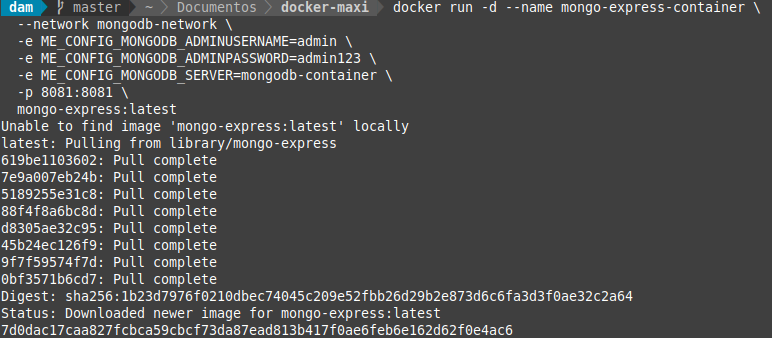 dam master ~ Documentos docker-maxi docker run -d --name mongo-express-container \
--network mongodb-network \
-e ME_CONFIG_MONGODB_ADMINUSERNAME=admin \
-e ME_CONFIG_MONGODB_ADMINPASSWORD=admin123 \
-e ME_CONFIG_MONGODB_SERVER=mongodb-container \
-p 8081:8081 \
mongo-express:latest
Unable to find image 'mongo-express:latest' locally
latest: Pulling from library/mongo-express
619be1103602: Pull complete
7e9a007eb24b: Pull complete
5189255e31c8: Pull complete
88f4f8a6bc8d: Pull complete
d8305ae32c95: Pull complete
45b24ec126f9: Pull complete
9f7f59574f7d: Pull complete
0bf3571b6cd7: Pull complete
Digest: sha256:1b23d7976f0210dbec74045c209e52fbb26d29b2e873d6c6fa3d3f0ae32c2a64
Status: Downloaded newer image for mongo-express:latest
7d0dac17caa827fcbca59cbcf73da87ead813b417f0ae6feb6e162d62f0e4ac6